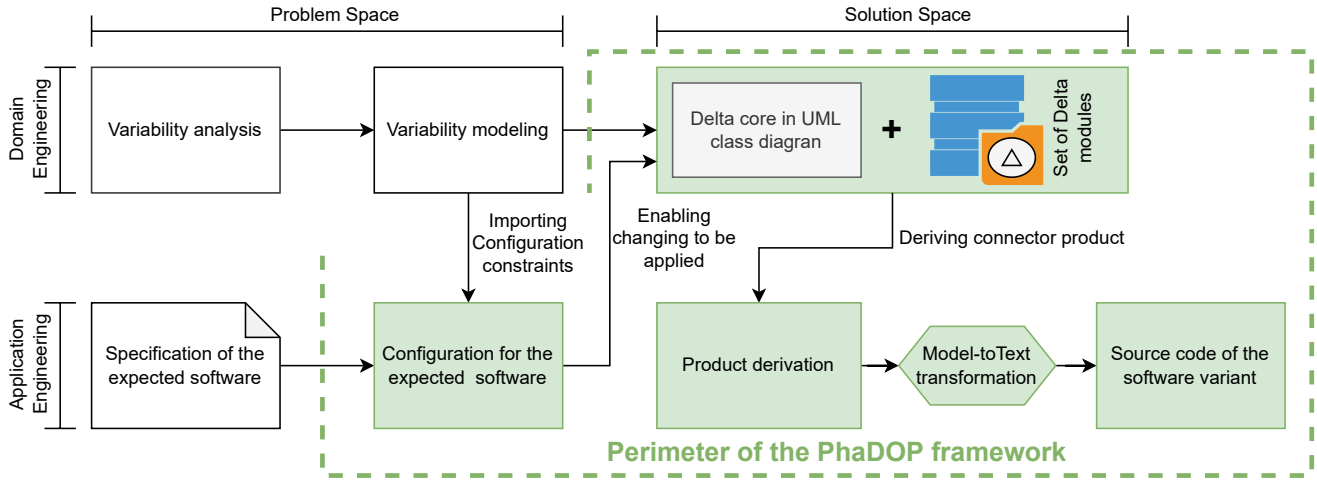 Problem Space
Solution Space
Domain
Engineering
Variability analysis
Variability modeling
Delta core in UML
class diagran
+
Set of Delta
modules
Importing
Configuration
constraints
Enabling
changing to be
applied
Deriving connector product
Application
Engineering
Specification of the
expected software
Configuration for the
expected software
Product derivation
Model-toText
transformation
Source code of the
software variant
Perimeter of the PhaDOP framework